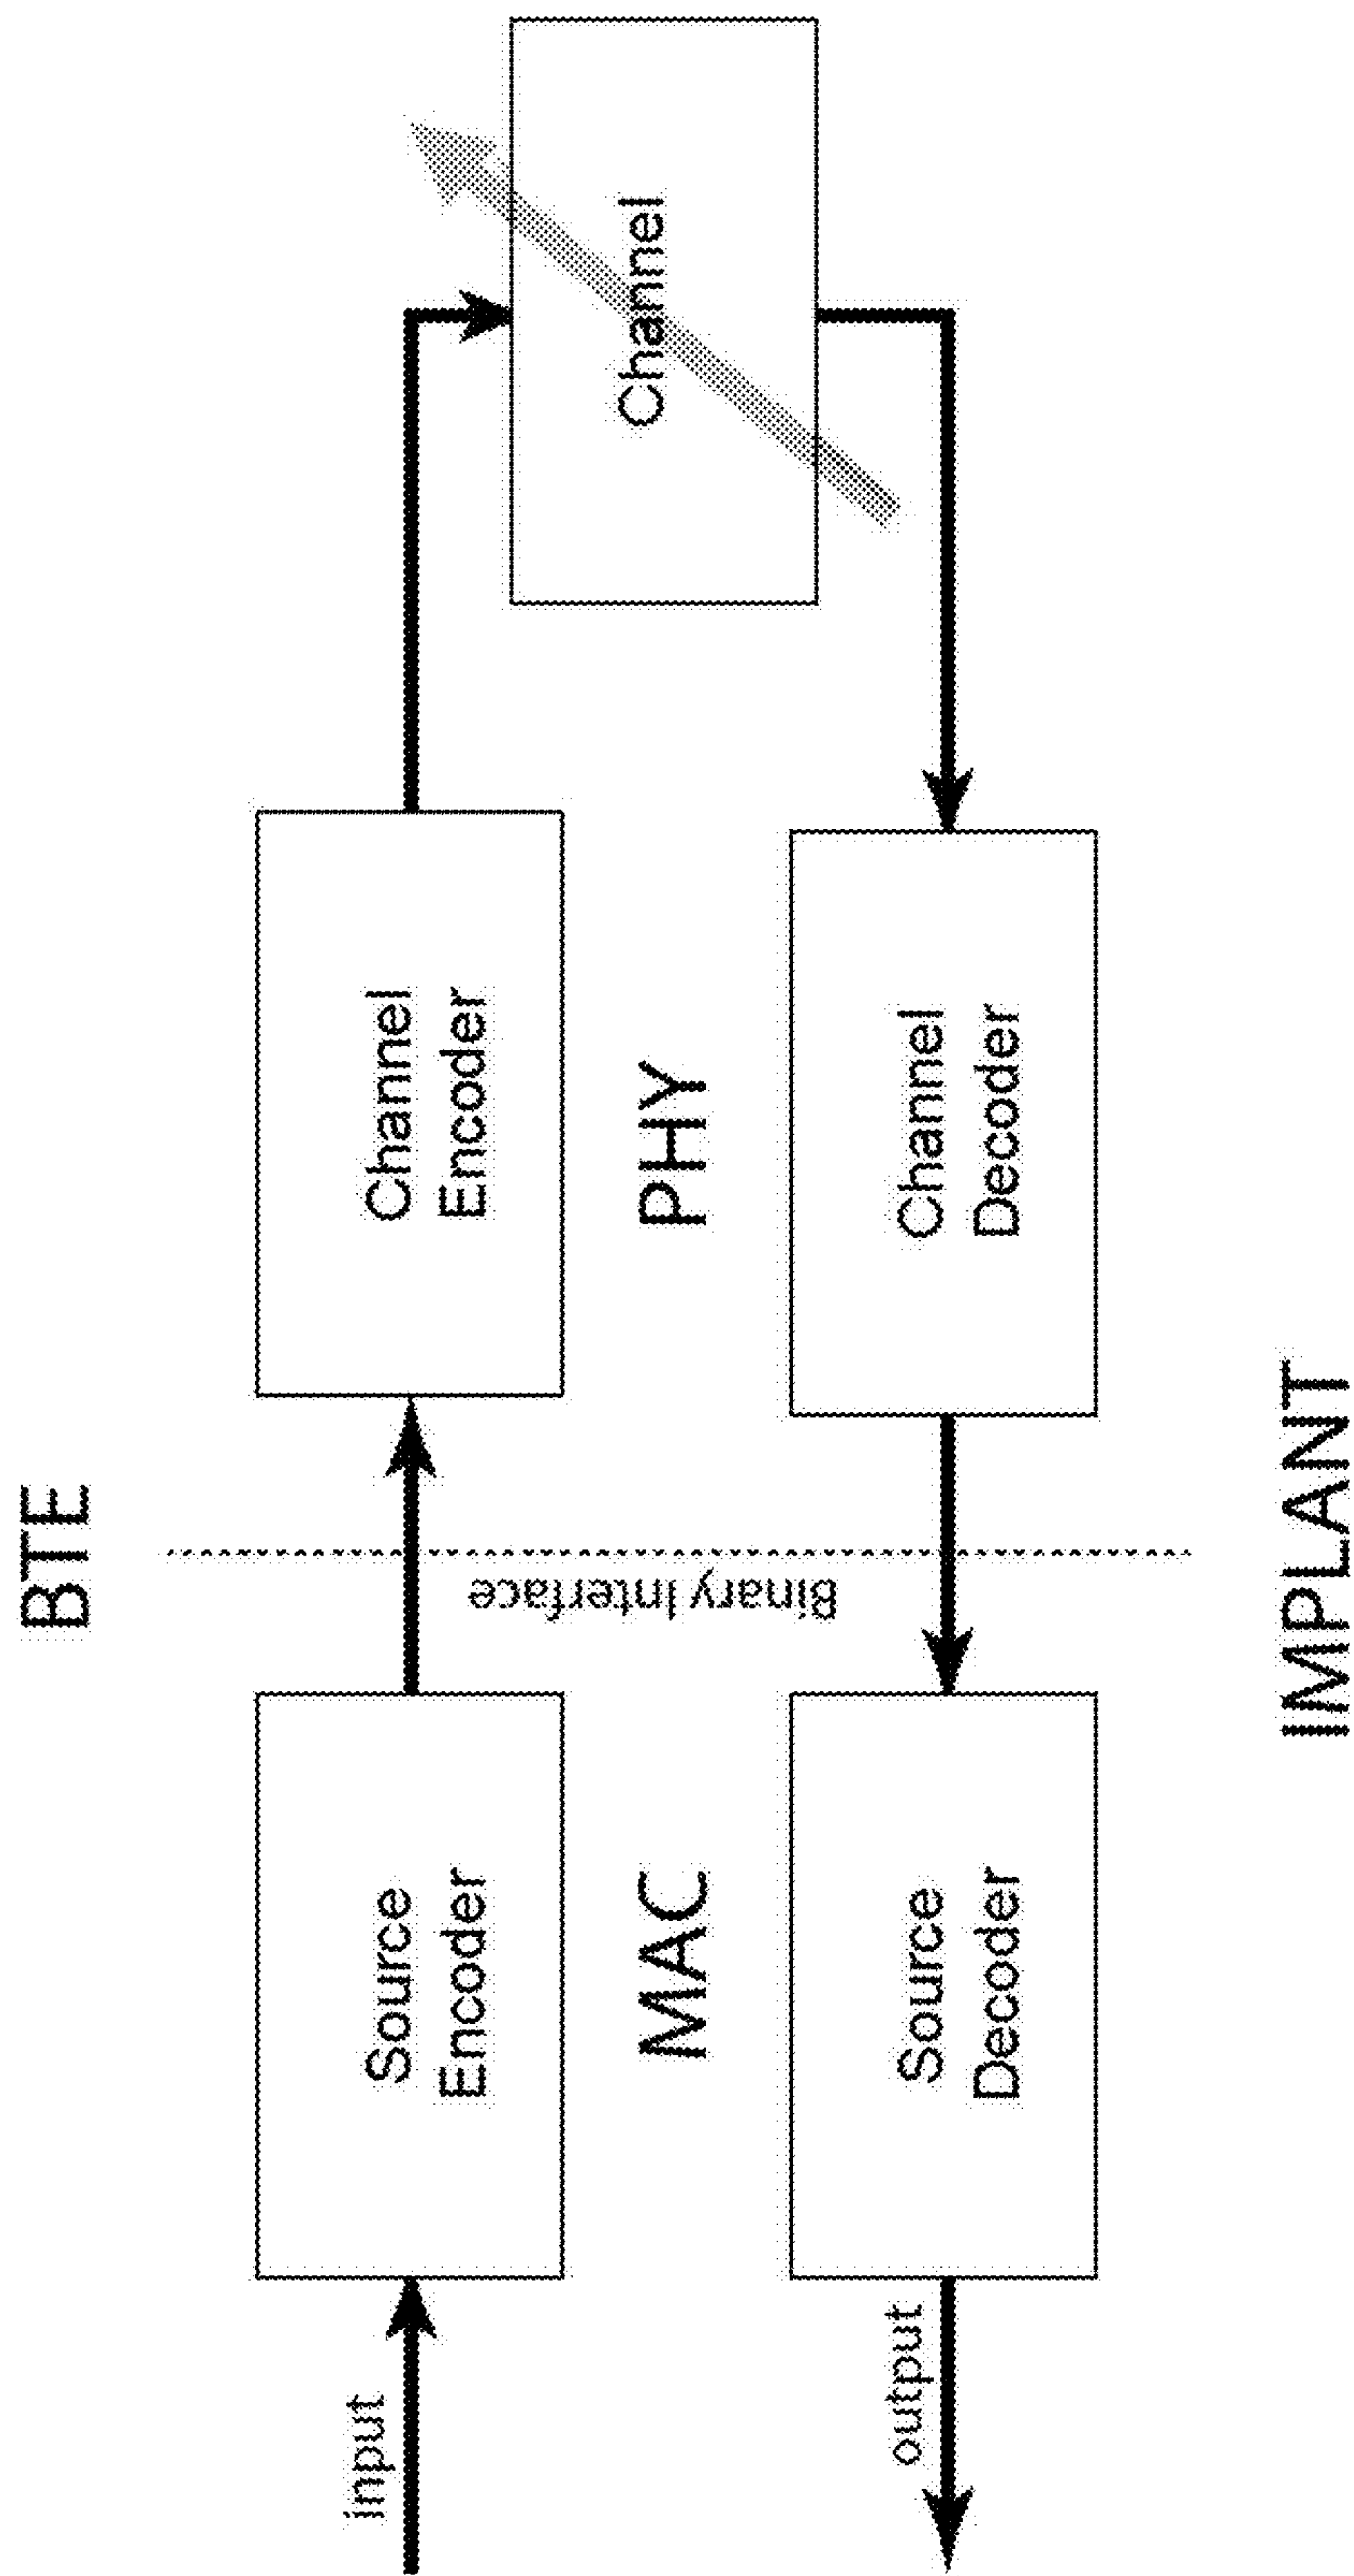 BTE
input
Source
Encoder
Channel
Encoder
Binary Interface
MAC
PHY
Channel
output
Source
Decoder
Channel
Decoder
IMPLANT